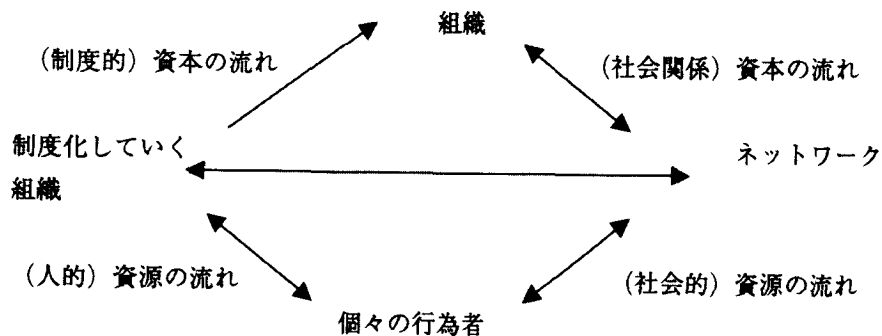 組織
（制度的）資本の流れ
（社会関係）資本の流れ
制度化していく
組織
ネットワーク
（人的）資源の流れ
（社会的）資源の流れ
個々の行為者